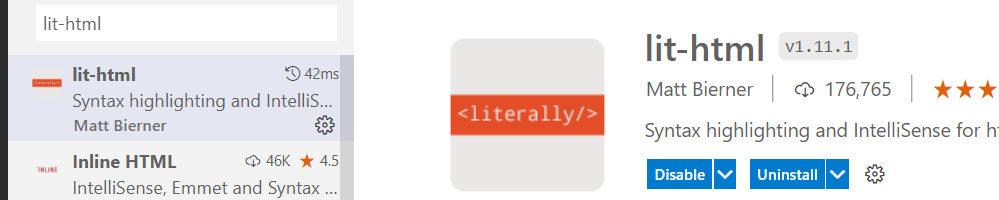 lit-html
lit-html 42ms
Syntax highlighting and IntelliS...
Matt Bierner
Inline HTML 46K 4.5
IntelliSense, Emmet and Syntax ...
INLINE
<literally/>
lit-html v1.11.1
Matt Bierner 176,765
Syntax highlighting and IntelliSense for
Disable Uninstall